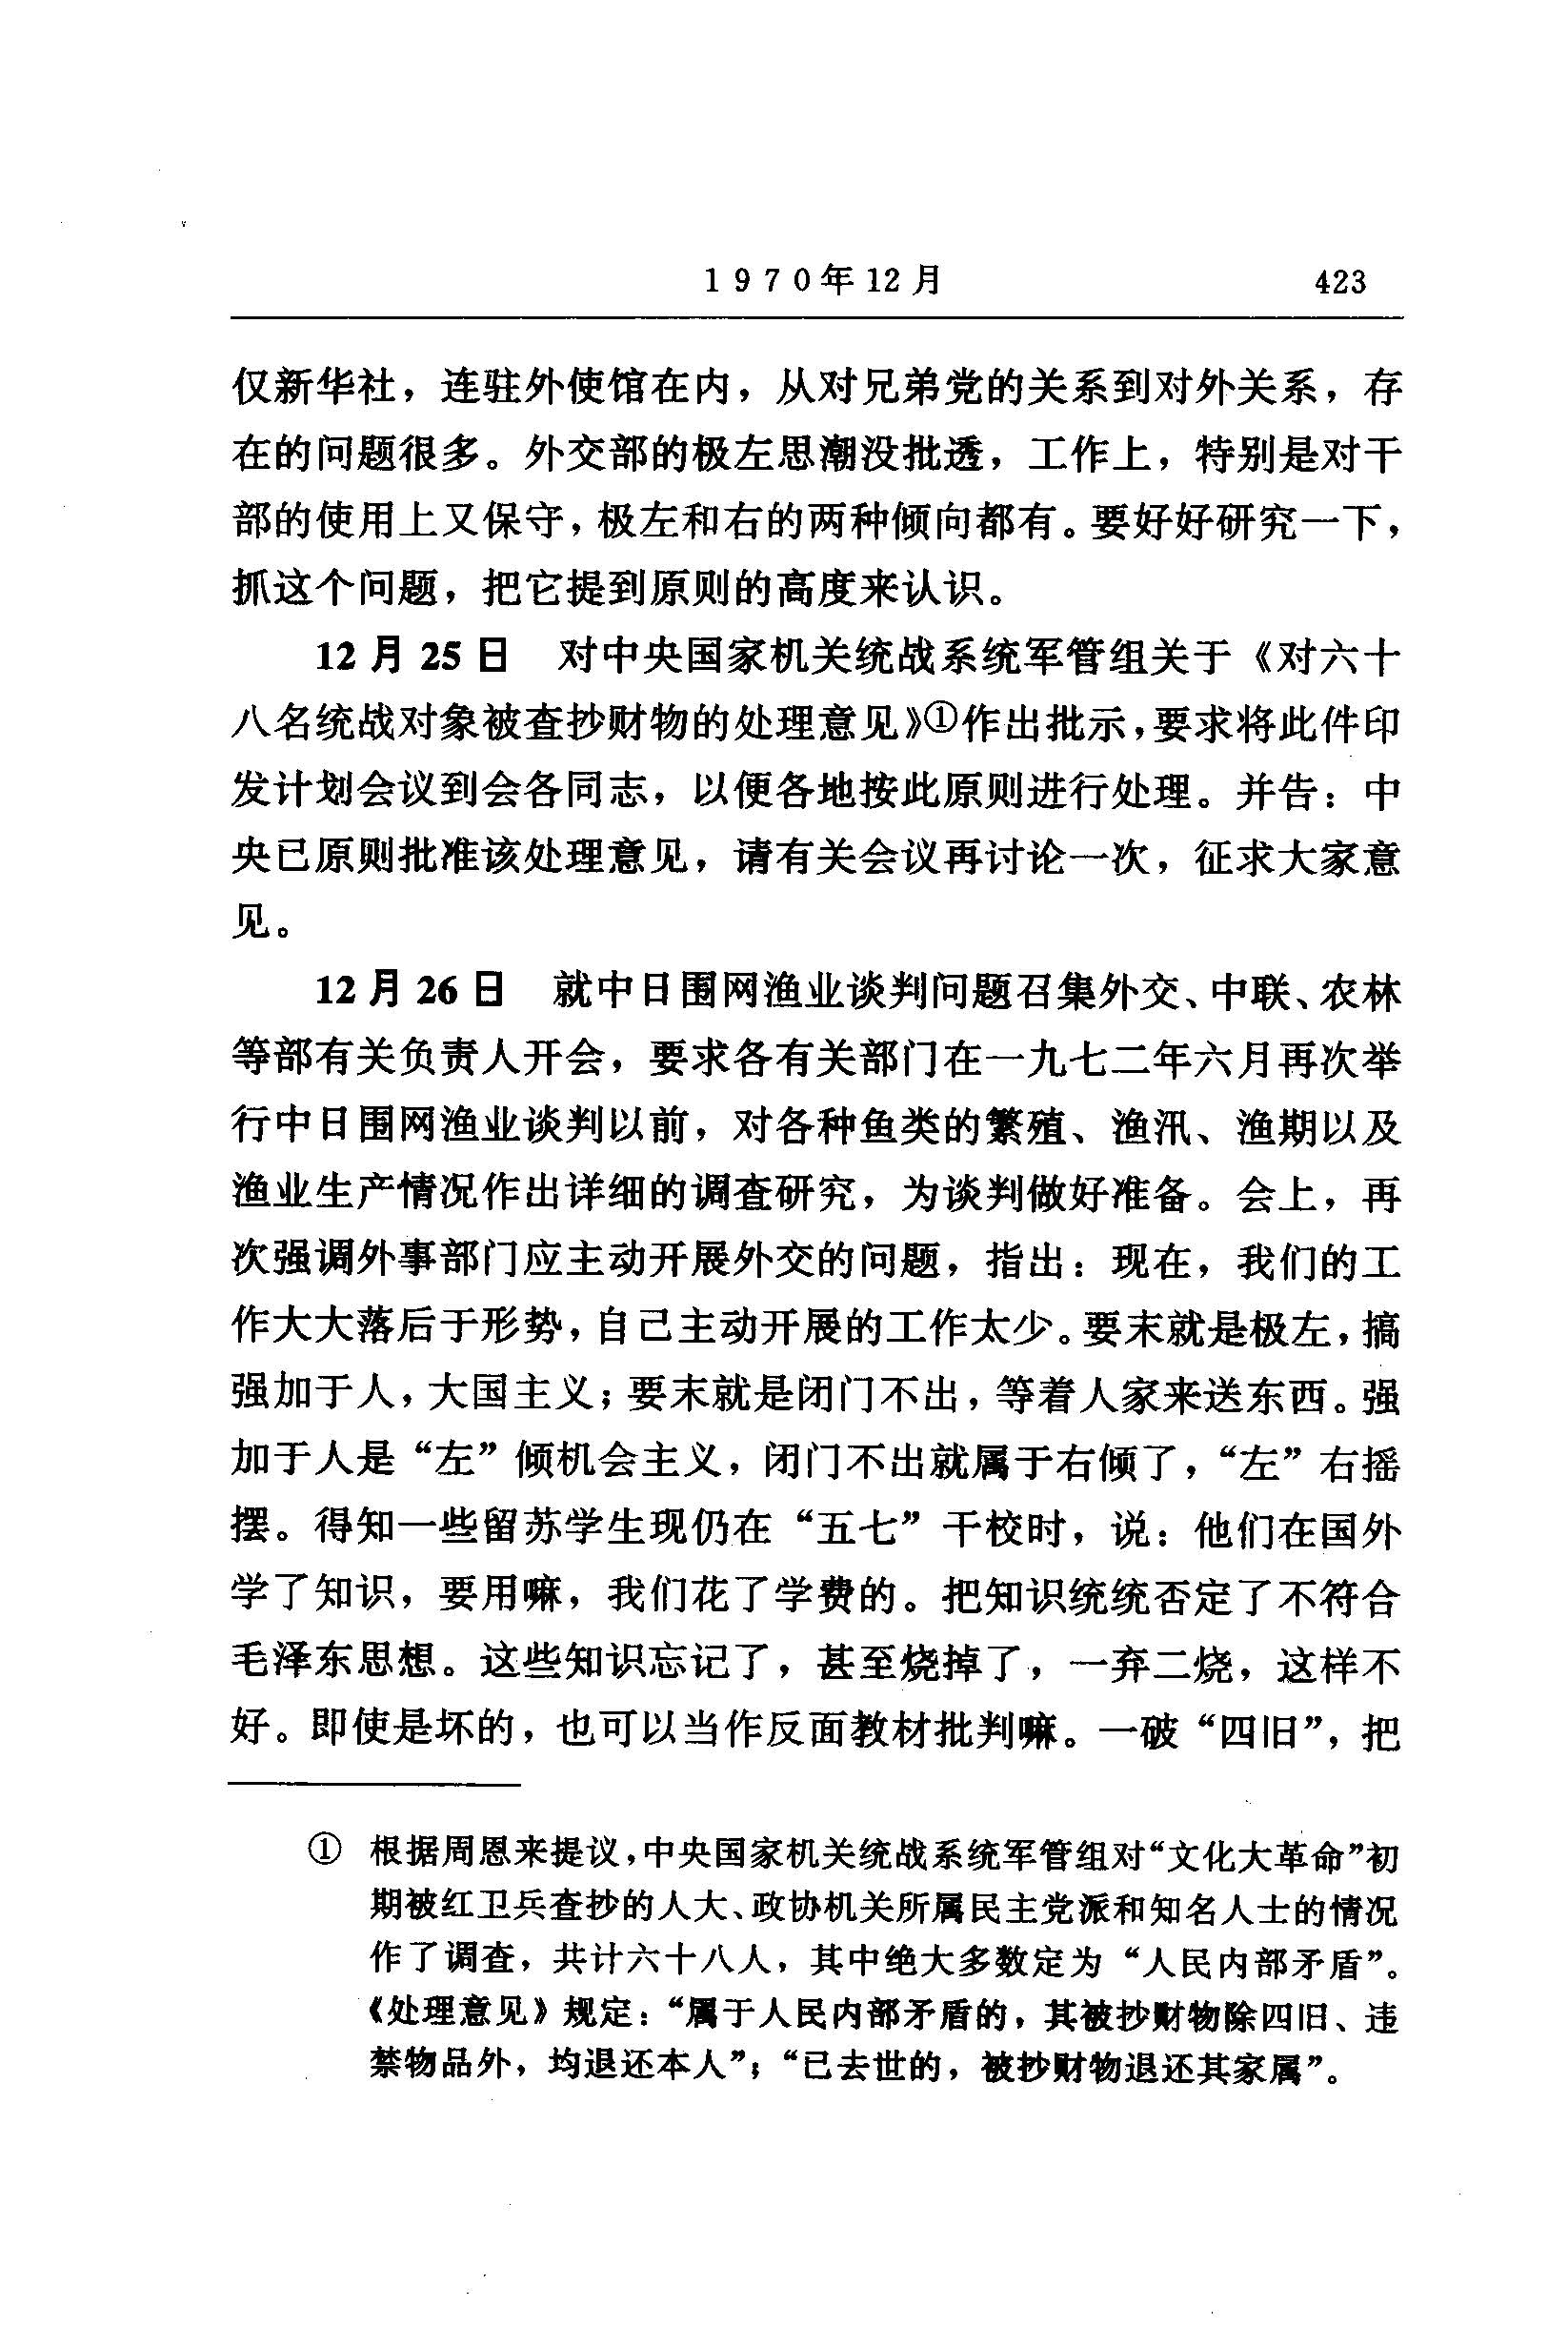 1970年12月 423
仅新华社，连驻外使馆在内，从对兄弟党的关系到对外关系，存
在的问题很多。外交部的极左思潮没批透，工作上，特别是对干
部的使用上又保守，极左和右的两种倾向都有。要好好研究一下，
抓这个问题，把它提到原则的高度来认识。
12月25日　对中央国家机关统战系统军管组关于《对六十
八名统战对象被查抄财物的处理意见》①作出批示，要求将此件印
发计划会议到会各同志，以便各地按此原则进行处理。并告：中
央已原则批准该处理意见，请有关会议再讨论一次，征求大家意
见。
12月26日　就中日围网渔业谈判问题召集外交、中联、农林
等部有关负责人开会，要求各有关部门在一九七二年六月再次举
行中日围网渔业谈判以前，对各种鱼类的繁殖、渔汛、渔期以及
渔业生产情况作出详细的调查研究，为谈判做好准备。会上，再
次强调外事部门应主动开展外交的问题，指出：现在，我们的工
作大大落后于形势，自己主动开展的工作太少。要末就是极左，搞
强加于人，大国主义；要末就是闭门不出，等着人家来送东西。强
加于人是“左”倾机会主义，闭门不出就属于右倾了，“左”右摇
摆。得知一些留苏学生现仍在“五七”干校时，说：他们在国外
学了知识，要用嘛，我们花了学费的。把知识统统否定了不符合
毛泽东思想。这些知识忘记了，甚至烧掉了，一弃二烧，这样不
好。即使是坏的，也可以当作反面教材批判嘛。一破“四旧”，把
①　根据周恩来提议，中央国家机关统战系统军管组对“文化大革命”初
期被红卫兵查抄的人大、政协机关所属民主党派和知名人士的情况
作了调查，共计六十八人，其中绝大多数定为“人民内部矛盾”。
《处理意见》规定：“属于人民内部矛盾的，其被抄财物除四旧、违
禁物品外，均退还本人”；“已去世的，被抄财物退还其家属”。